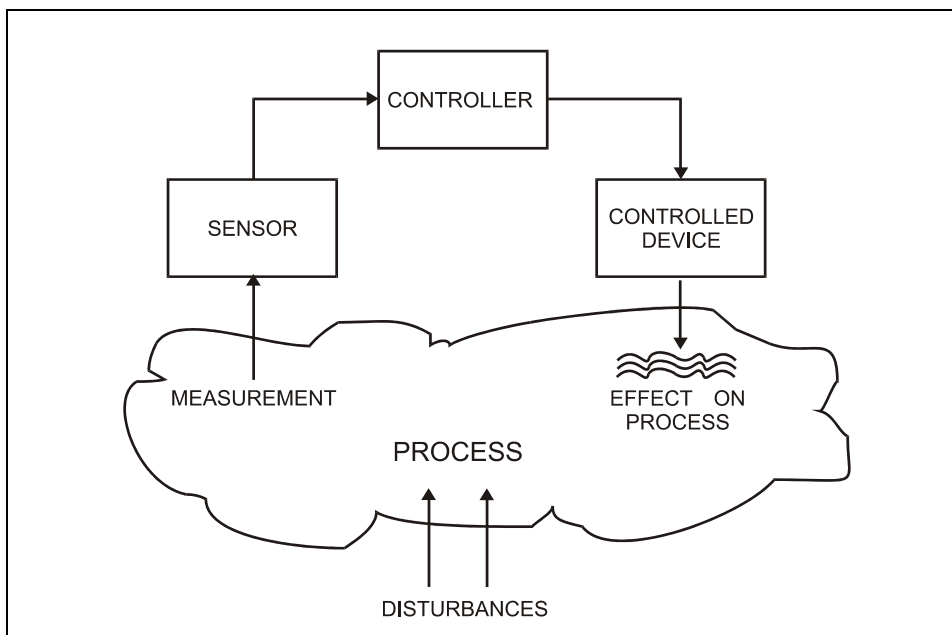 CONTROLLER
SENSOR
CONTROLLED
DEVICE
MEASUREMENT
EFFECT ON
PROCESS
PROCESS
DISTURBANCES